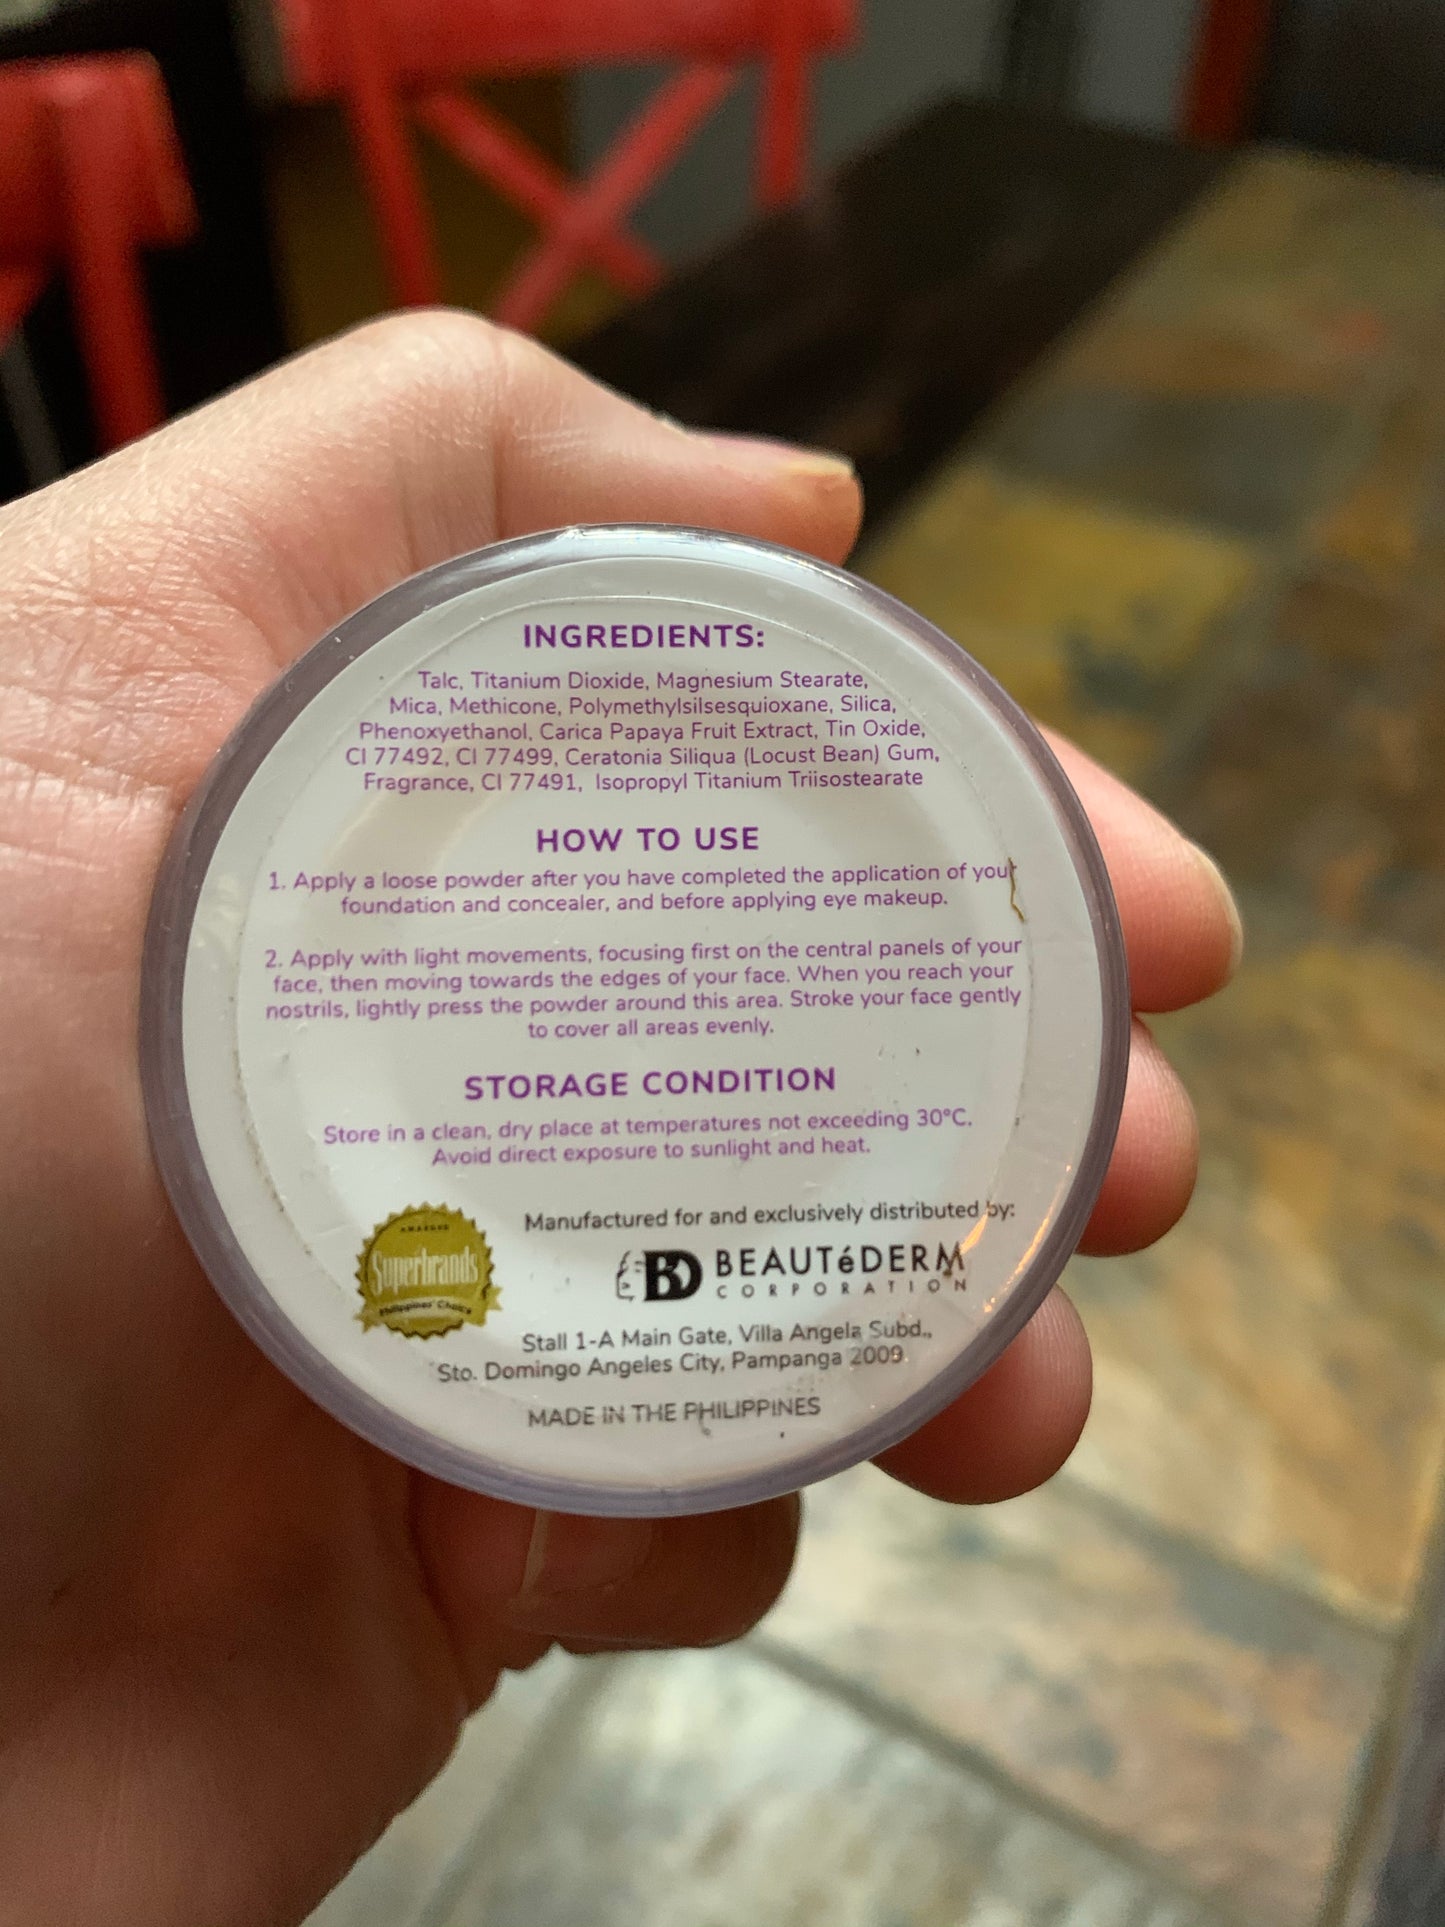 INGREDIENTS:
Talc, Titanium Dioxide, Magnesium Stearate,
Mica, Methicone, Polymethylsilsesquioxane, Silica,
Phenoxyethanol, Carica Papaya Fruit Extract, Tin Oxide,
CI 77492, CI 77499, Ceratonia Siliqua (Locust Bean) Gum,
Fragrance, CI 77491, Isopropyl Titanium Triisostearate
HOW TO USE
1. Apply a loose powder after you have completed the application of your
foundation and concealer, and before applying eye makeup.
2. Apply with light movements, focusing first on the central panels of your
face, then moving towards the edges of your face. When you reach your
nostrils, lightly press the powder around this area. Stroke your face gently
to cover all areas evenly.
STORAGE CONDITION
Store in a clean, dry place at temperatures not exceeding 30°C.
Avoid direct exposure to sunlight and heat.
AWARDED
Superbrands
Philippines' Choice
Manufactured for and exclusively distributed by:
BD BEAUTéDERM
CORPORATION
Stall 1-A Main Gate, Villa Angela Subd.,
Sto. Domingo Angeles City, Pampanga 2009.
MADE IN THE PHILIPPINES